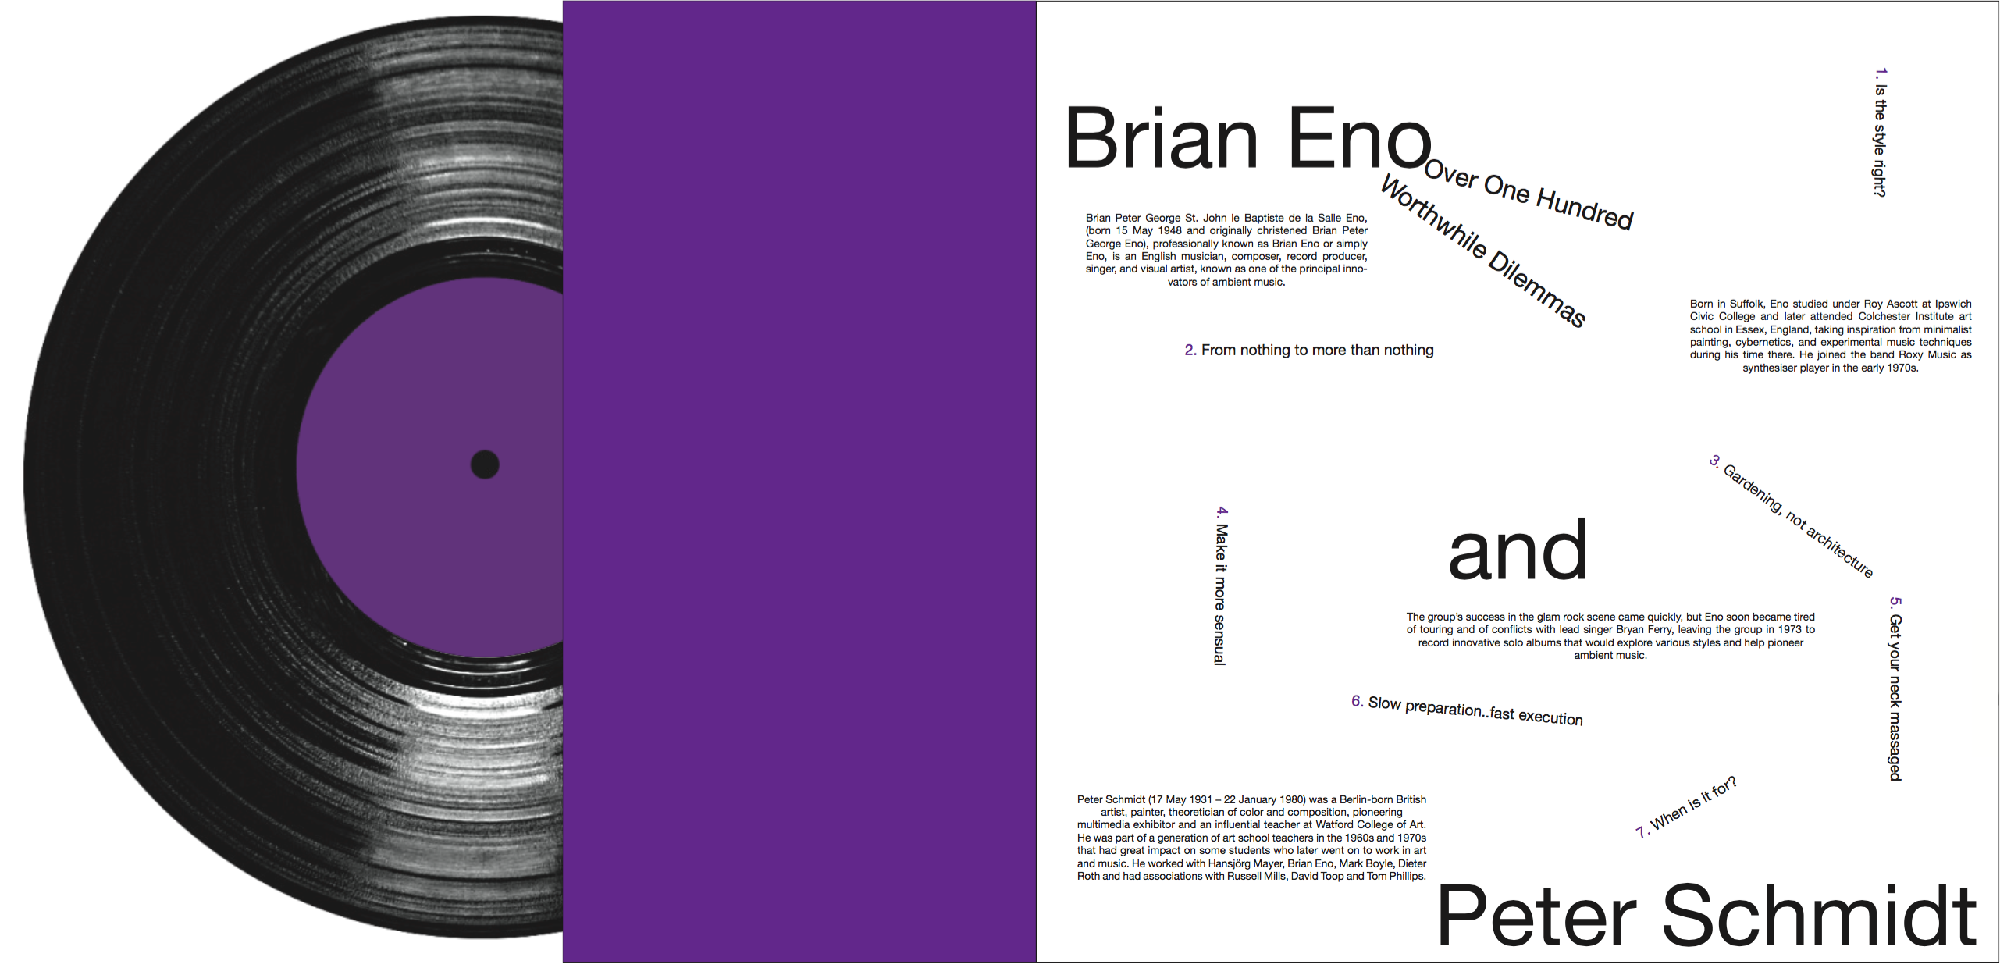 Brian Eno
Over One Hundred
Worthwhile Dilemmas
1. Is the style right?
Brian Peter George St. John le Baptiste de la Salle Eno,
(born 15 May 1948 and originally christened Brian Peter
George Eno), professionally known as Brian Eno or simply
Eno, is an English musician, composer, record producer,
singer, and visual artist, known as one of the principal inno-
vators of ambient music.
Born in Suffolk, Eno studied under Roy Ascott at Ipswich
Civic College and later attended Colchester Institute art
school in Essex, England, taking inspiration from minimalist
painting, cybernetics, and experimental music techniques
during his time there. He joined the band Roxy Music as
synthesiser player in the early 1970s.
2. From nothing to more than nothing
3. Gardening, not architecture
4. Make it more sensual
and
The group's success in the glam rock scene came quickly, but Eno soon became tired
of touring and of conflicts with lead singer Bryan Ferry, leaving the group in 1973 to
record innovative solo albums that would explore various styles and help pioneer
ambient music.
5. Get your neck massaged
6. Slow preparation..fast execution
7. When is it for?
Peter Schmidt (17 May 1931 – 22 January 1980) was a Berlin-born British
artist, painter, theoretician of color and composition, pioneering
multimedia exhibitor and an influential teacher at Watford College of Art.
He was part of a generation of art school teachers in the 1960s and 1970s
that had great impact on some students who later went on to work in art
and music. He worked with Hansjörg Mayer, Brian Eno, Mark Boyle, Dieter
Roth and had associations with Russell Mills, David Toop and Tom Phillips.
Peter Schmidt